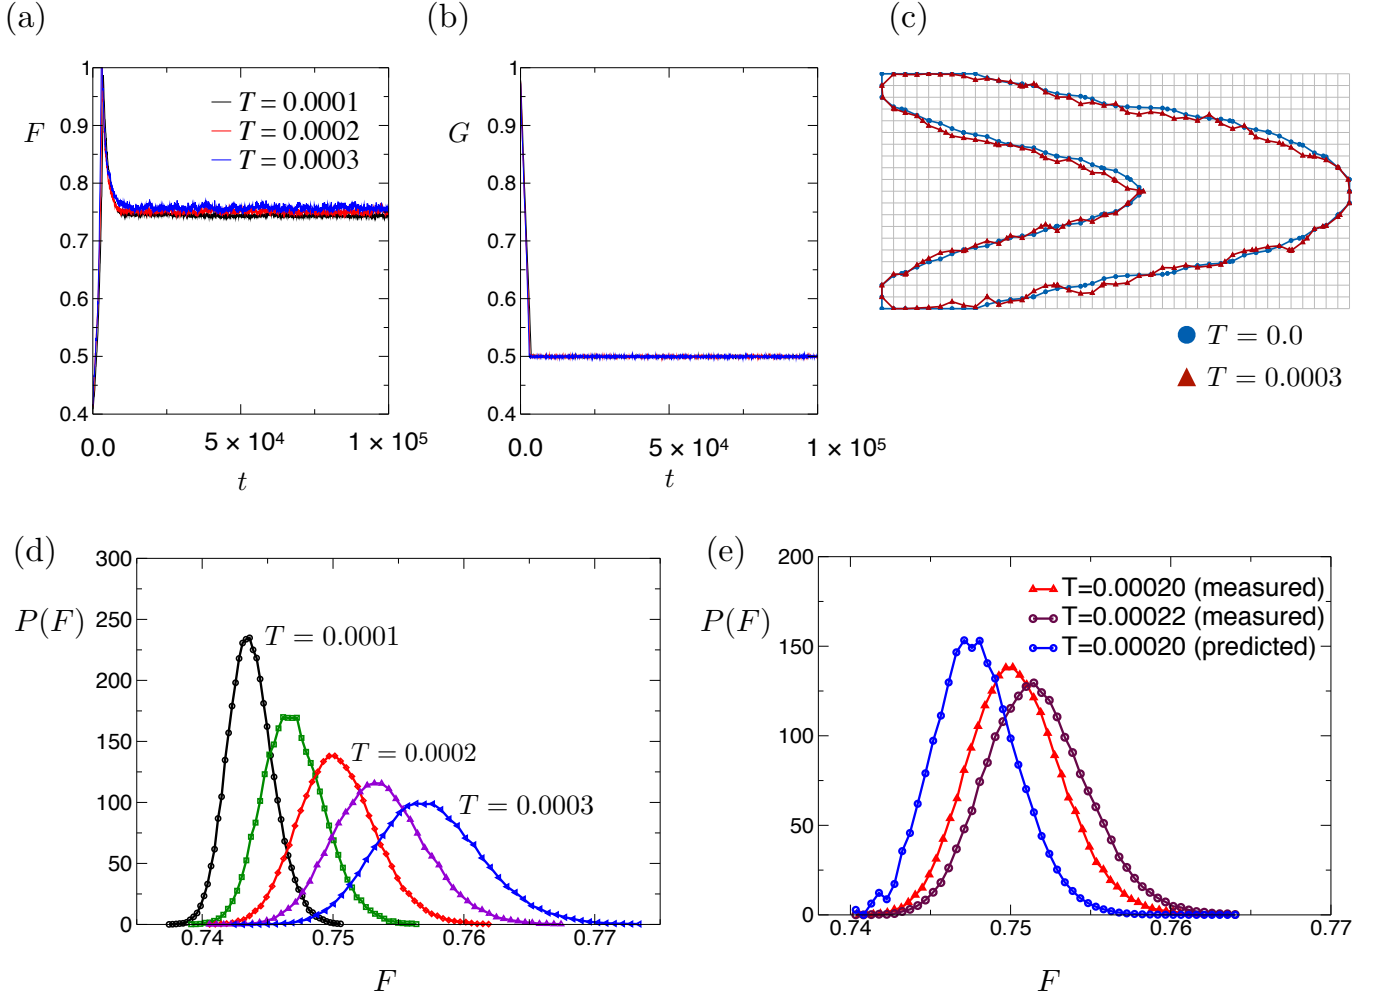 (a)
F
1
0.9
0.8
0.7
0.6
0.5
0.4
T = 0.0001
T = 0.0002
T = 0.0003
0.0
5 × 10⁴
1 × 10⁵
t
(b)
G
1
0.9
0.8
0.7
0.6
0.5
0.4
0.0
5 × 10⁴
1 × 10⁵
t
(c)
T = 0.0
T = 0.0003
(d)
P(F)
300
250
200
150
100
50
0
T = 0.0001
T = 0.0002
T = 0.0003
0.74
0.75
0.76
0.77
F
(e)
P(F)
200
150
100
50
0
T=0.00020 (measured)
T=0.00022 (measured)
T=0.00020 (predicted)
0.74
0.75
0.76
0.77
F